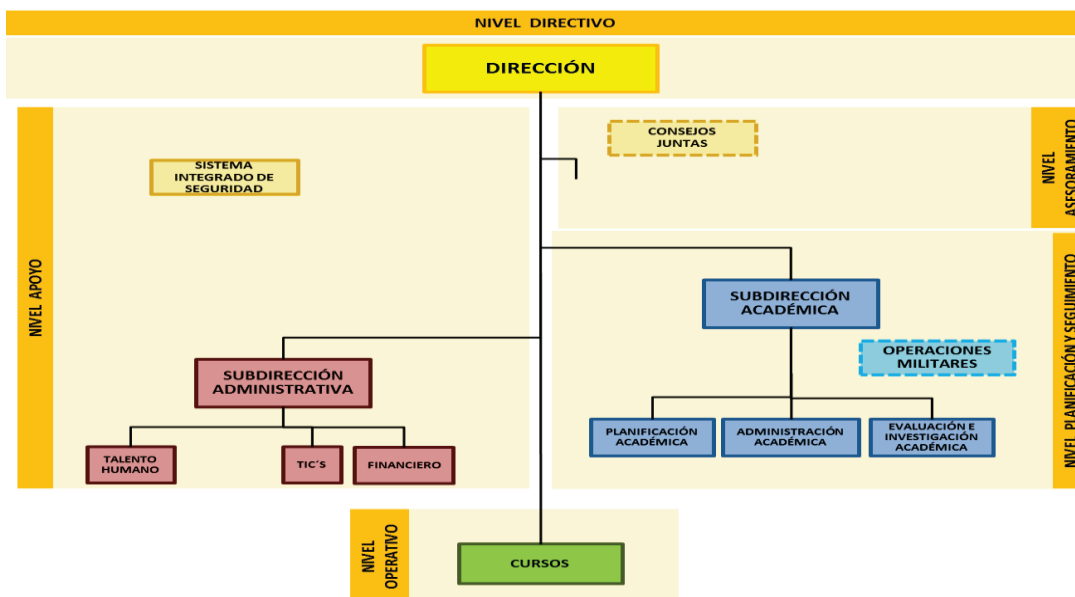 NIVEL DIRECTIVO
DIRECCIÓN
CONSEJOS
JUNTAS
NIVEL
ASESORAMIENTO
SISTEMA
INTEGRADO DE
SEGURIDAD
NIVEL APOYO
SUBDIRECCIÓN
ACADÉMICA
OPERACIONES
MILITARES
NIVEL PLANIFICACIÓN Y SEGUIMIENTO
SUBDIRECCIÓN
ADMINISTRATIVA
PLANIFICACIÓN
ACADÉMICA
ADMINISTRACIÓN
ACADÉMICA
EVALUACIÓN E
INVESTIGACIÓN
ACADÉMICA
TALENTO
HUMANO
TIC´S
FINANCIERO
NIVEL
OPERATIVO
CURSOS